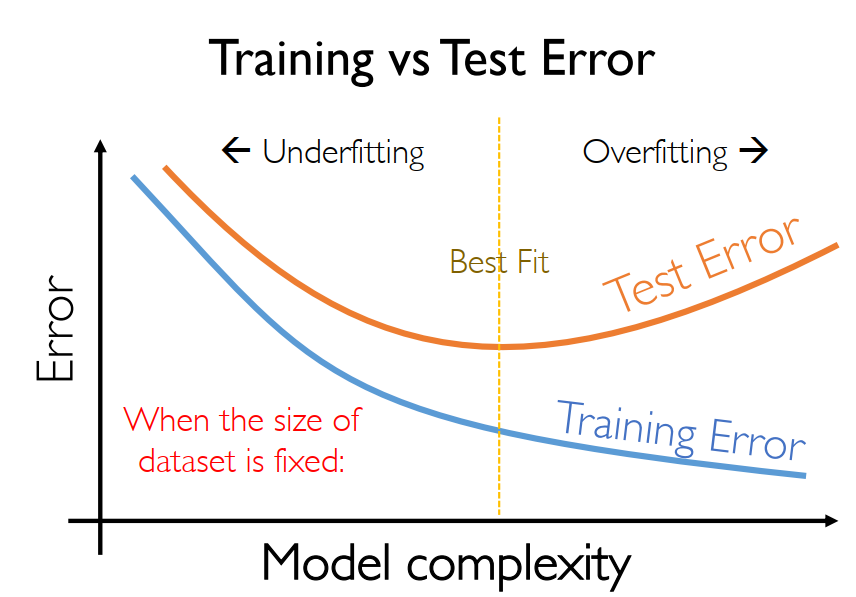 Training vs Test Error
← Underfitting
Overfitting →
Best Fit
Test Error
Error
When the size of
dataset is fixed:
Training Error
Model complexity